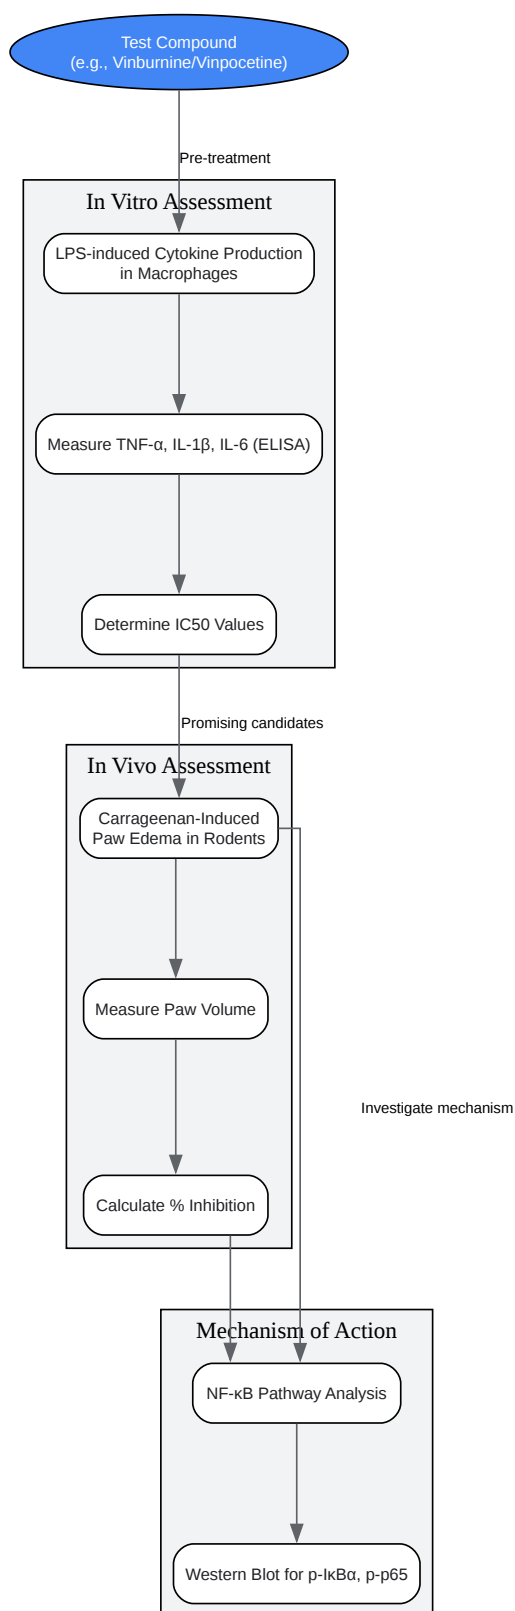 Test Compound
(e.g., Vinburnine/Vinpocetine)
Pre-treatment
In Vitro Assessment
LPS-induced Cytokine Production
in Macrophages
Measure TNF-α, IL-1β, IL-6 (ELISA)
Determine IC50 Values
Promising candidates
In Vivo Assessment
Carrageenan-Induced
Paw Edema in Rodents
Measure Paw Volume
Investigate mechanism
Calculate % Inhibition
Mechanism of Action
NF-κB Pathway Analysis
Western Blot for p-IκBα, p-p65